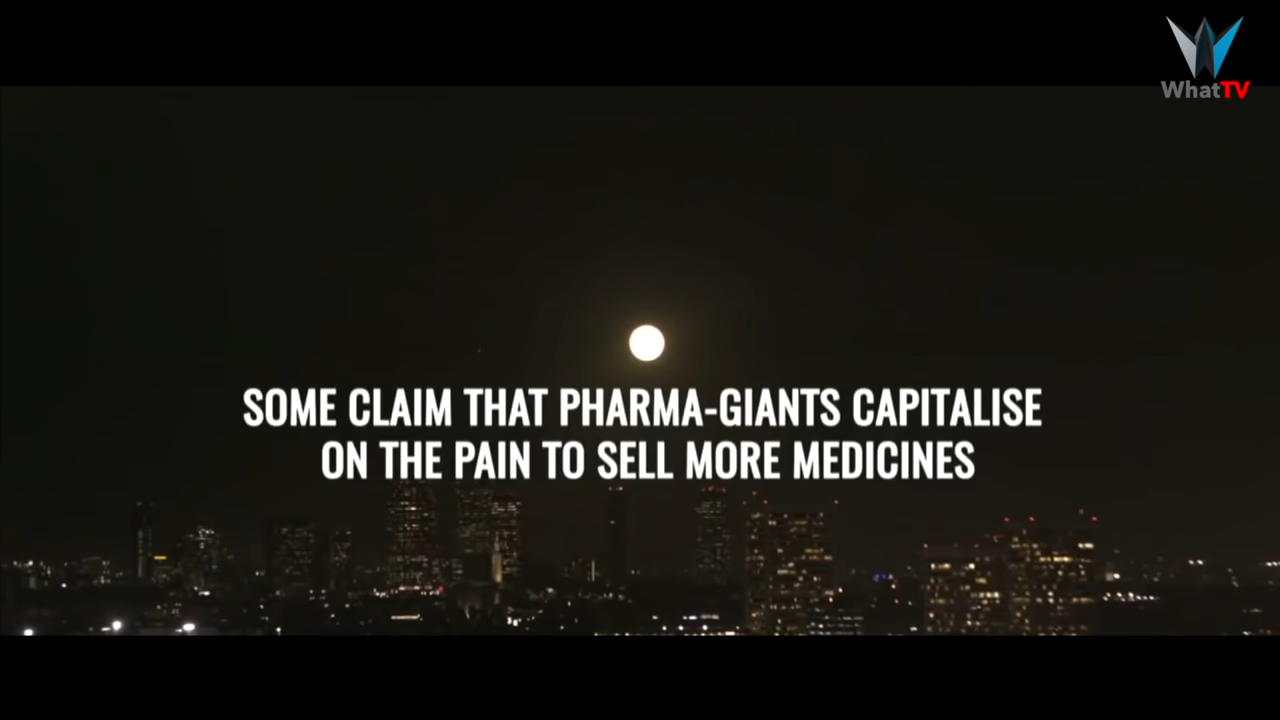 WhatTV
SOME CLAIM THAT PHARMA-GIANTS CAPITALISE
ON THE PAIN TO SELL MORE MEDICINES